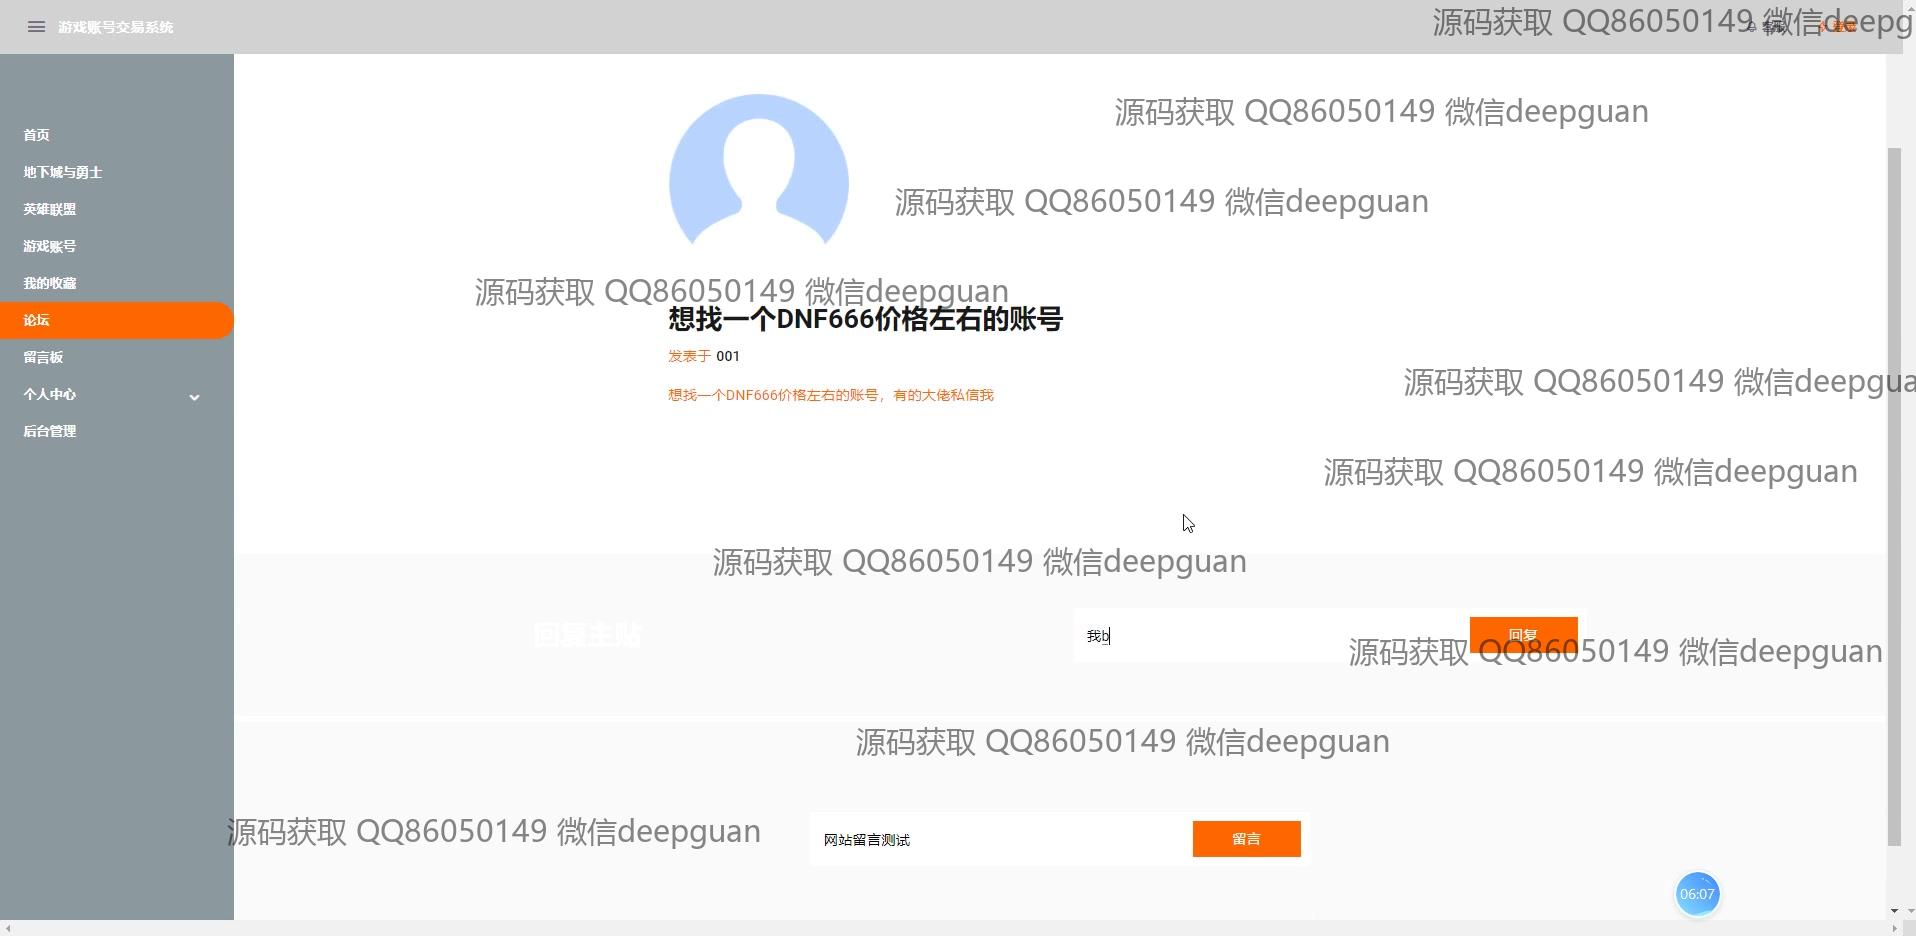 游戏账号交易系统
源码获取 QQ86050149 微信deepg
首页
地下城与勇士
英雄联盟
游戏账号
我的收藏
论坛
留言板
个人中心
后台管理
源码获取 QQ86050149 微信deepguan
源码获取 QQ86050149 微信deepguan
源码获取 QQ86050149 微信deepguan
想找一个DNF666价格左右的账号
发表于 001
源码获取 QQ86050149 微信deepgua
想找一个DNF666价格左右的账号，有的大佬私信我
源码获取 QQ86050149 微信deepguan
源码获取 QQ86050149 微信deepguan
回复主贴
我b
回复
源码获取 QQ86050149 微信deepguan
源码获取 QQ86050149 微信deepguan
源码获取 QQ86050149 微信deepguan
网站留言测试
留言
06:07